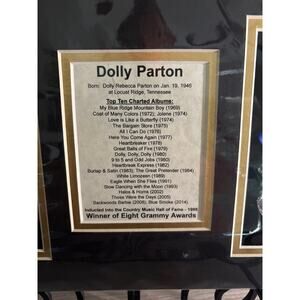 Dolly Parton
Born: Dolly Rebecca Parton on Jan. 19, 1946
at Locust Ridge, Tennessee
Top Ten Charted Albums:
My Blue Ridge Mountain Boy (1969)
Coat of Many Colors (1972); Jolene (1974)
Love is Like a Butterfly (1974)
The Bargain Store (1975)
All I Can Do (1976)
Here You Come Again (1977)
Heartbreaker (1978)
Great Balls of Fire (1979)
Dolly, Dolly, Dolly (1980)
9 to 5 and Odd Jobs (1980)
Heartbreak Express (1982)
Burlap & Satin (1983); The Great Pretender (1984)
White Limozeen (1989)
Eagle When She Flies (1991)
Slow Dancing with the Moon (1993)
Halos & Horns (2002)
Those Were the Days (2005)
Backwoods Barbie (2008); Blue Smoke (2014)
Inducted Into the Country Music Hall of Fame - 1999
Winner of Eight Grammy Awards